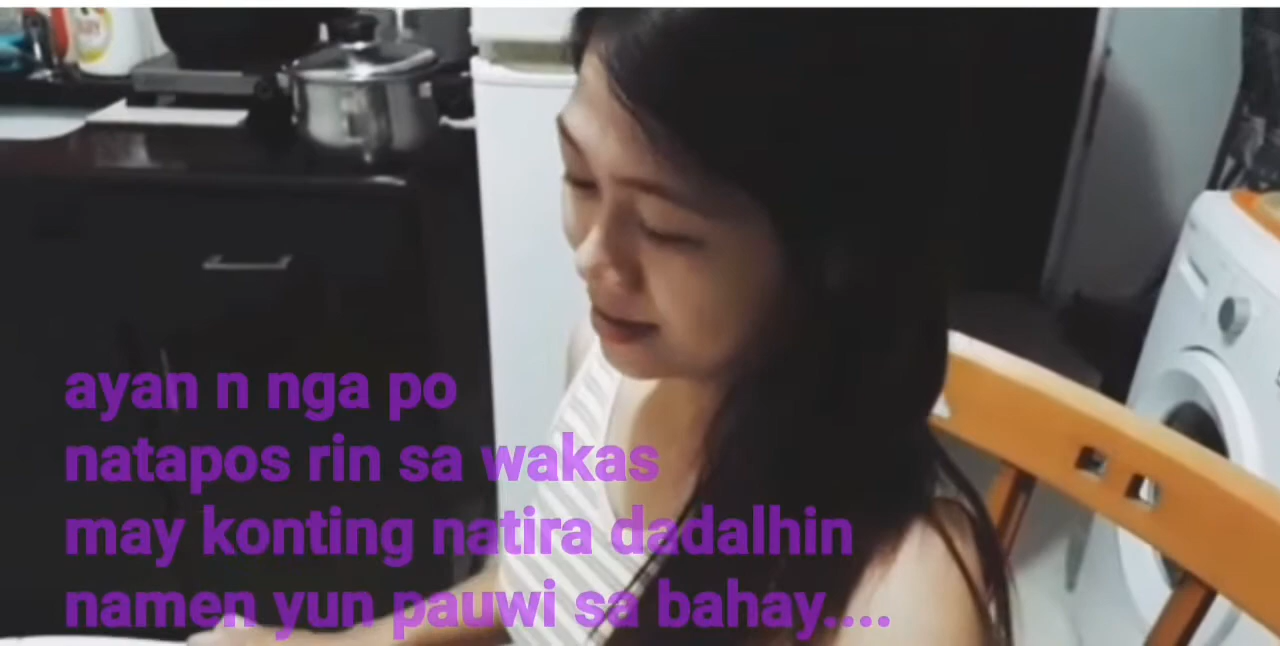 ayan n nga po
natapos rin sa wakas
may konting natira dadalhin
namen yun pauwi sa bahay....